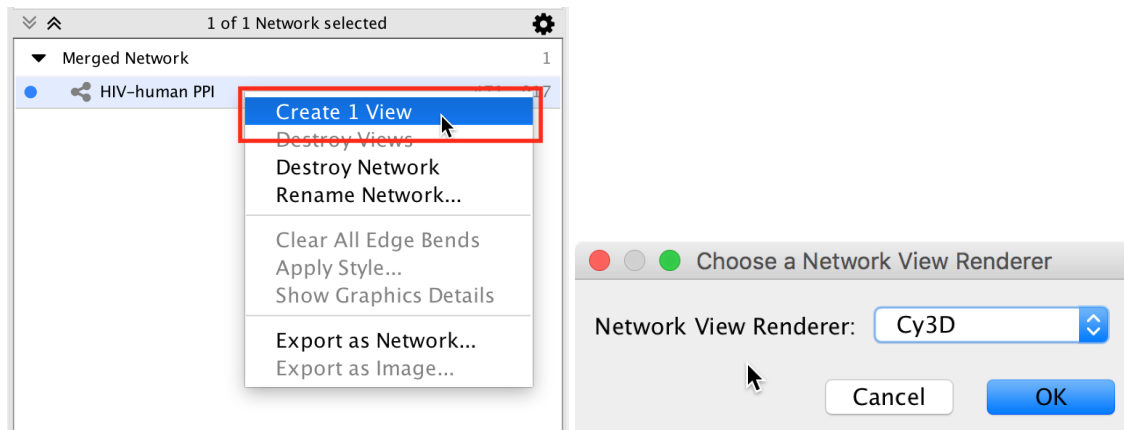 1 of 1 Network selected
Merged Network 1
HIV-human PPI
Create 1 View
Destroy Views
Destroy Network
Rename Network...
Clear All Edge Bends
Apply Style...
Show Graphics Details
Export as Network...
Export as Image...
Choose a Network View Renderer
Network View Renderer: Cy3D
Cancel OK